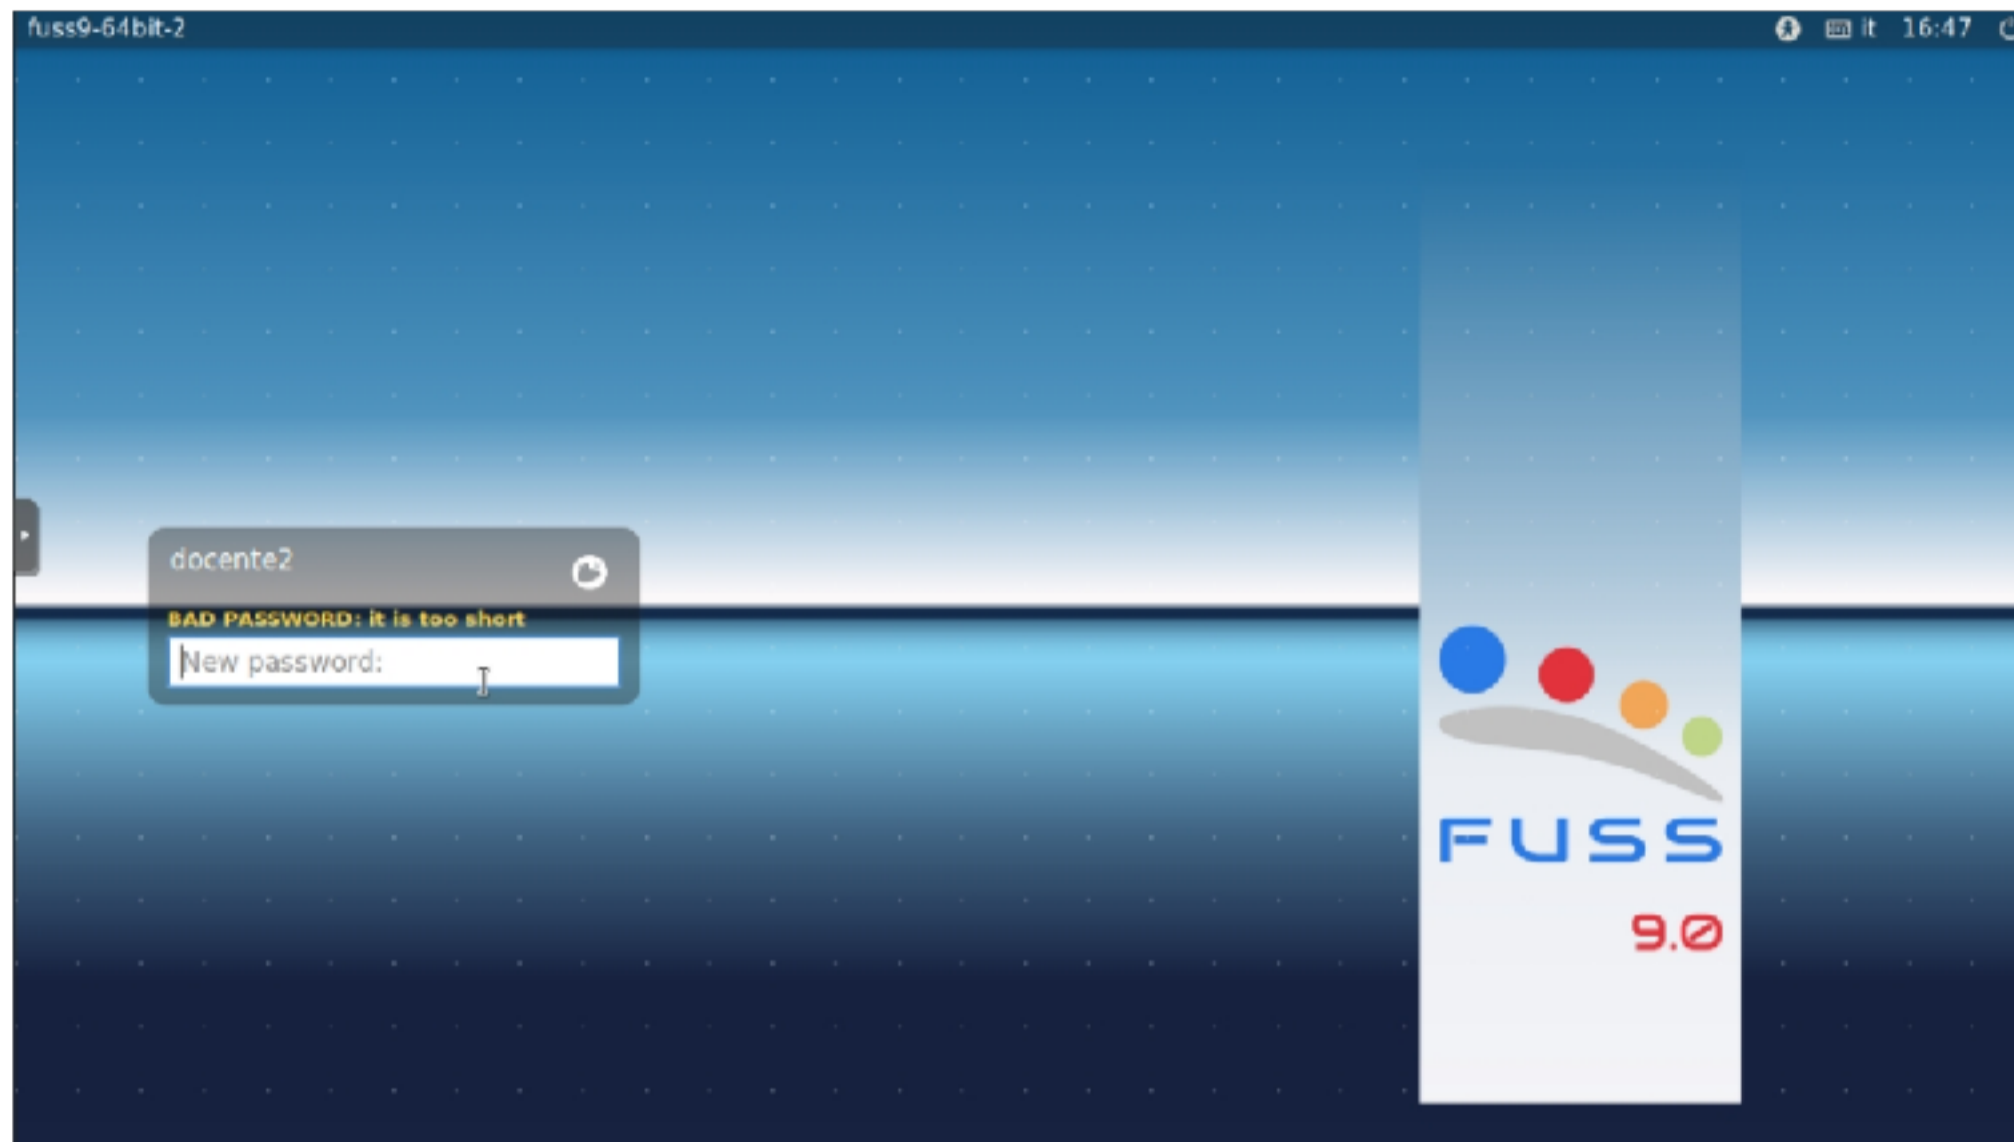 fuss9-64bit-2
it 16:47
docente2
BAD PASSWORD: it is too short
New password:
FUSS
9.0